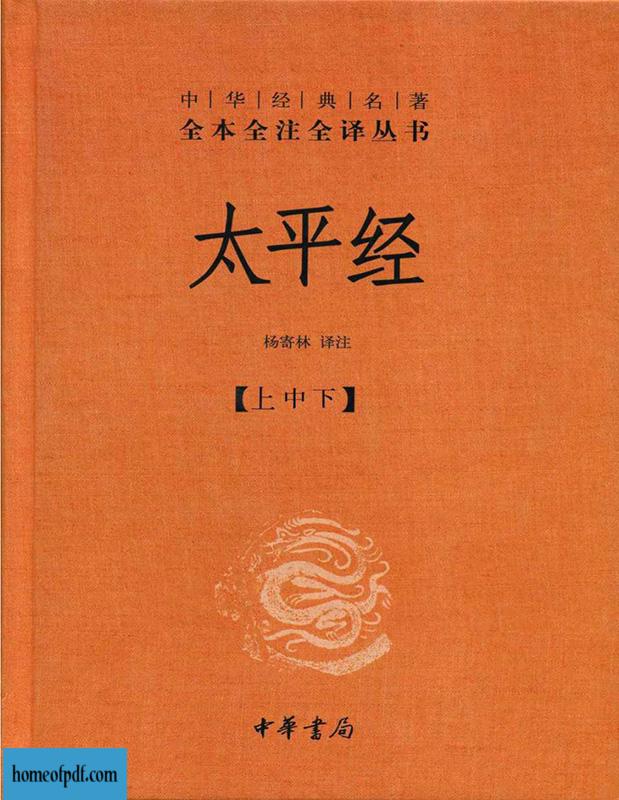 中|华|经|典|名|著
全本全注全译丛书
太平经
杨寄林 译注
【上中下】
中華書局
homeofpdf.com